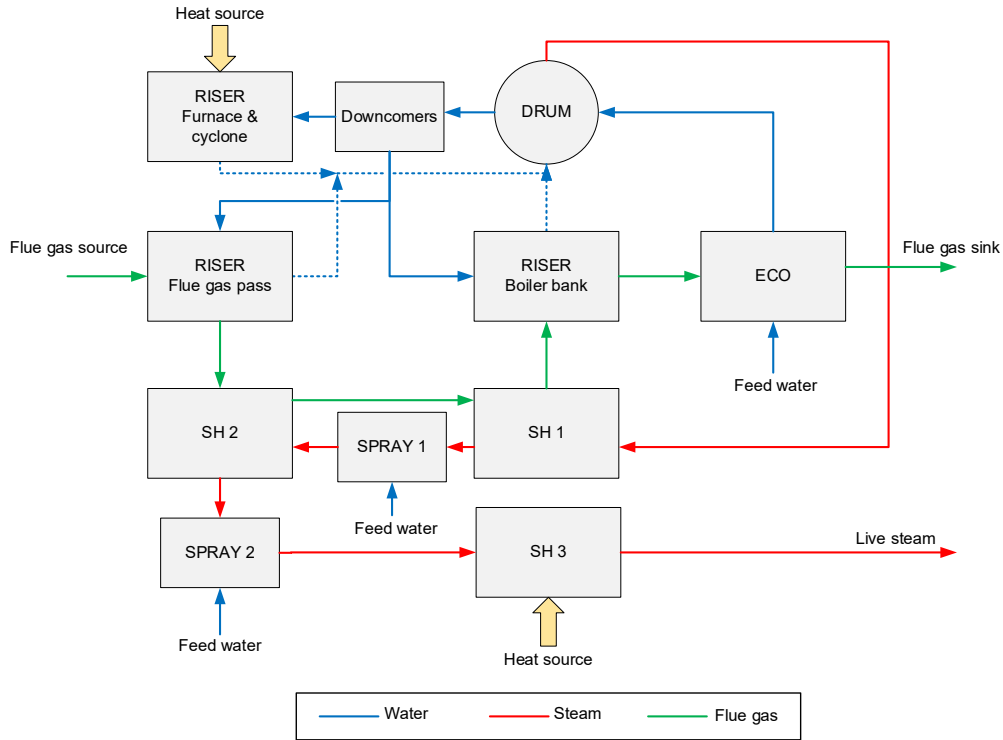 Heat source
RISER
Furnace &
cyclone
Downcomers
DRUM
Flue gas source
RISER
Flue gas pass
RISER
Boiler bank
ECO
Flue gas sink
Feed water
SH 2
SPRAY 1
SH 1
Feed water
SPRAY 2
SH 3
Live steam
Feed water
Heat source
Water
Steam
Flue gas